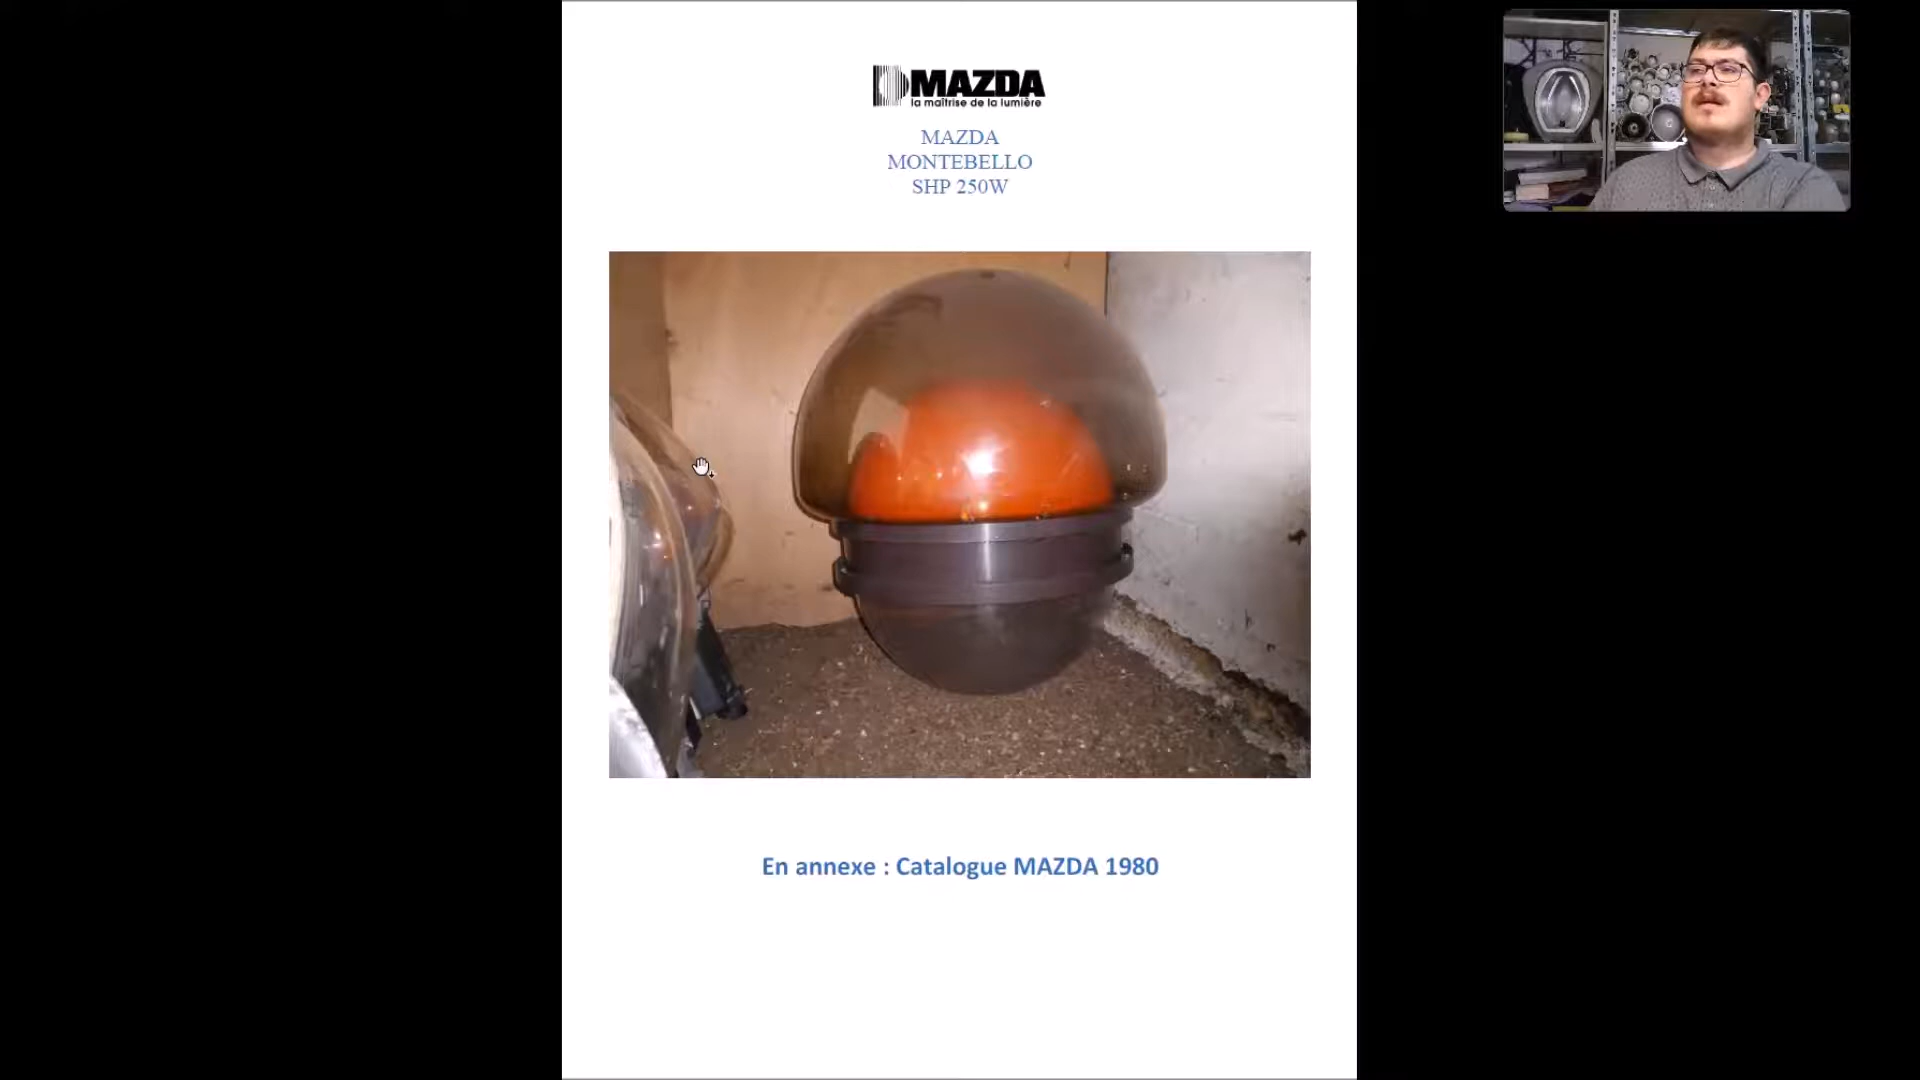 MAZDA
la maîtrise de la lumière
MAZDA
MONTEBELLO
SHP 250W
En annexe : Catalogue MAZDA 1980